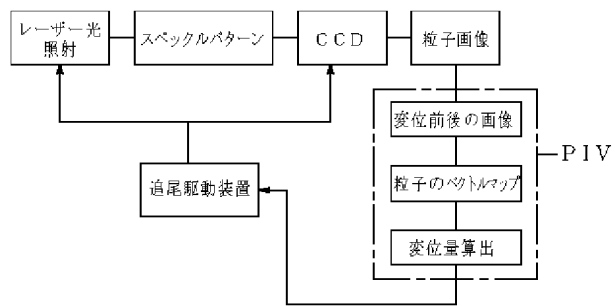 レーザー光
照射
スペックルパターン
CCD
粒子画像
変位前後の画像
粒子のベクトルマップ
変位量算出
PIV
追尾駆動装置